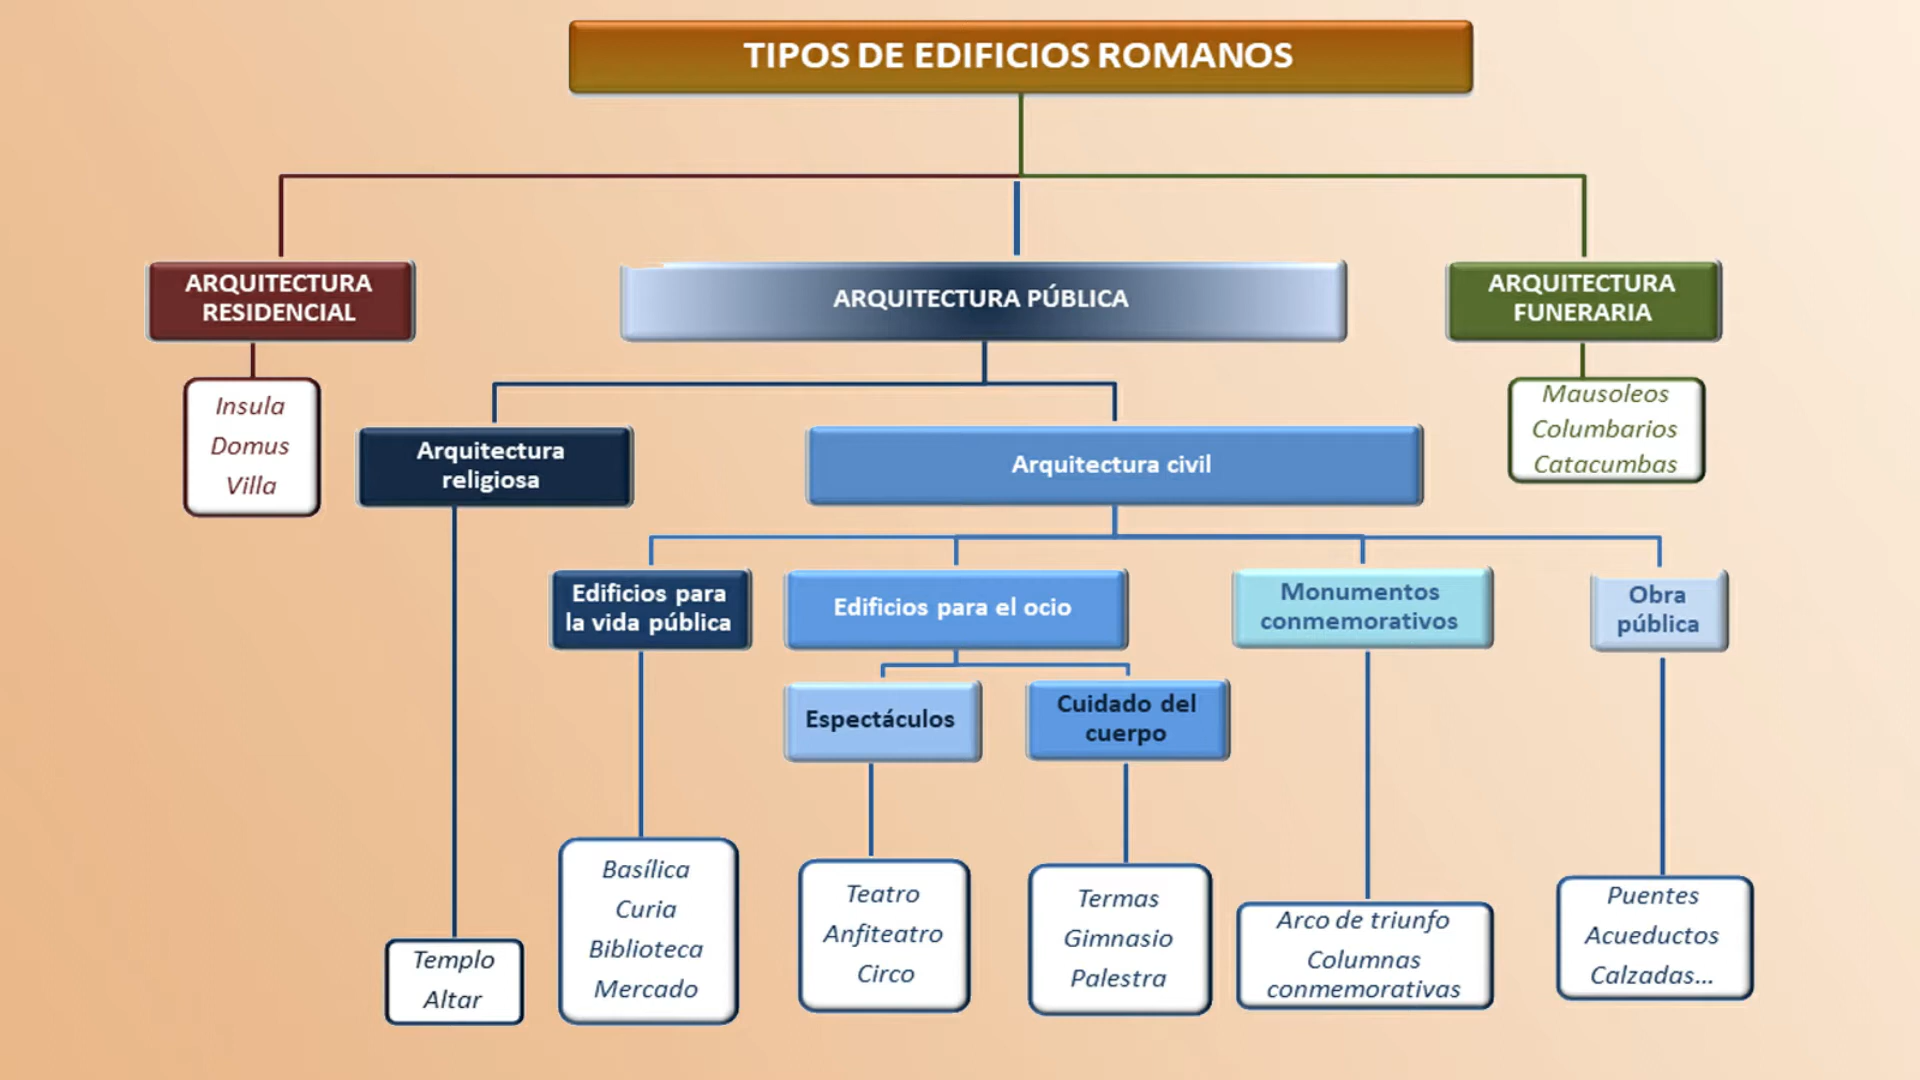 TIPOS DE EDIFICIOS ROMANOS
ARQUITECTURA
RESIDENCIAL
ARQUITECTURA PÚBLICA
ARQUITECTURA
FUNERARIA
Insula
Domus
Villa
Mausoleos
Columbarios
Catacumbas
Arquitectura
religiosa
Arquitectura civil
Edificios para
la vida pública
Edificios para el ocio
Monumentos
conmemorativos
Obra
pública
Espectáculos
Cuidado del
cuerpo
Templo
Altar
Basílica
Curia
Biblioteca
Mercado
Teatro
Anfiteatro
Circo
Termas
Gimnasio
Palestra
Arco de triunfo
Columnas
conmemorativas
Puentes
Acueductos
Calzadas...